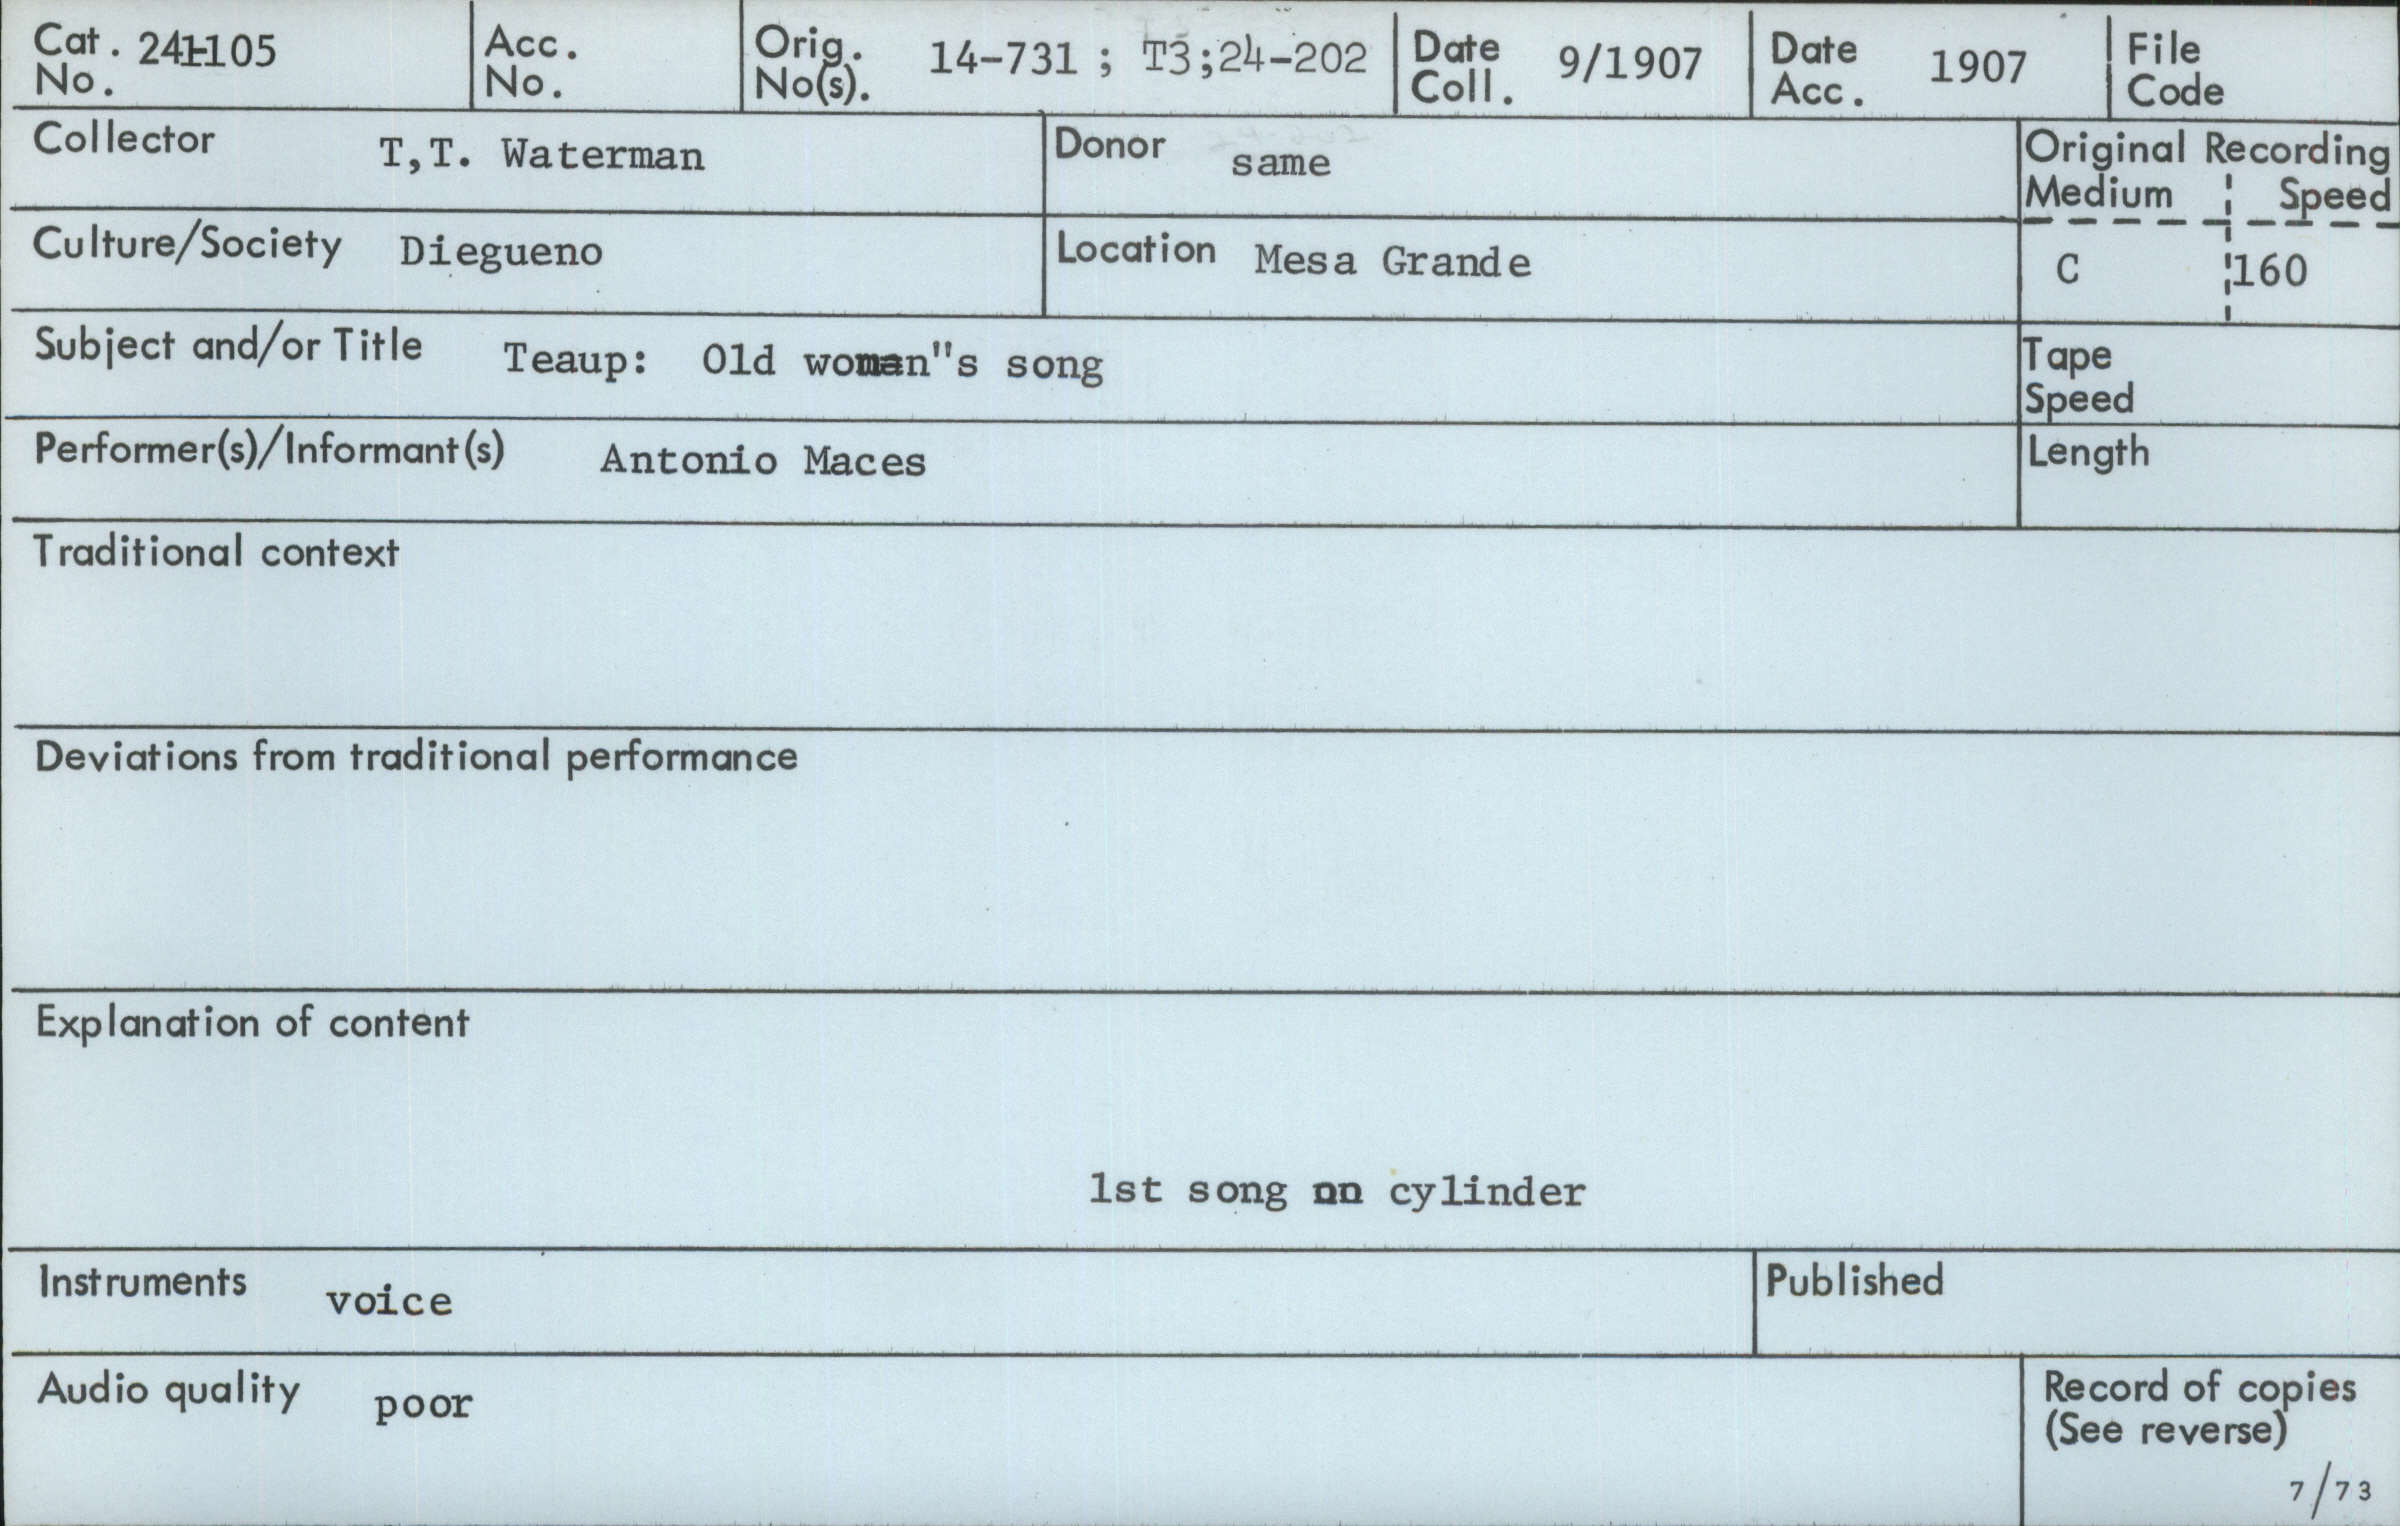 Cat. No. 24-1105
Acc. No.
Orig. No(s). 14-731 ; T3;24-202
Date Coll. 9/1907
Date Acc. 1907
File Code
Collector T,T. Waterman
Donor same
Original Recording
Medium Speed
C 160
Culture/Society Diegueno
Location Mesa Grande
Subject and/or Title Teaup: Old woman"s song
Tape Speed
Performer(s)/Informant(s) Antonio Maces
Length
Traditional context
Deviations from traditional performance
Explanation of content
1st song on cylinder
Instruments voice
Published
Audio quality poor
Record of copies
(See reverse)
7/73